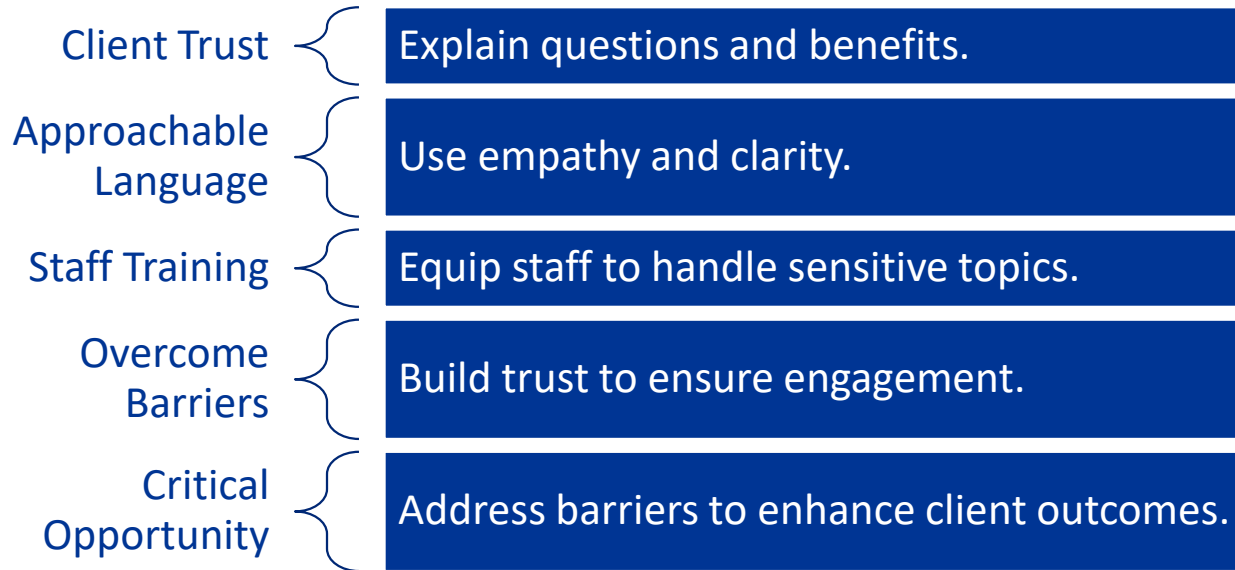 Client Trust
Explain questions and benefits.
Approachable
Language
Use empathy and clarity.
Staff Training
Equip staff to handle sensitive topics.
Overcome
Barriers
Build trust to ensure engagement.
Critical
Opportunity
Address barriers to enhance client outcomes.